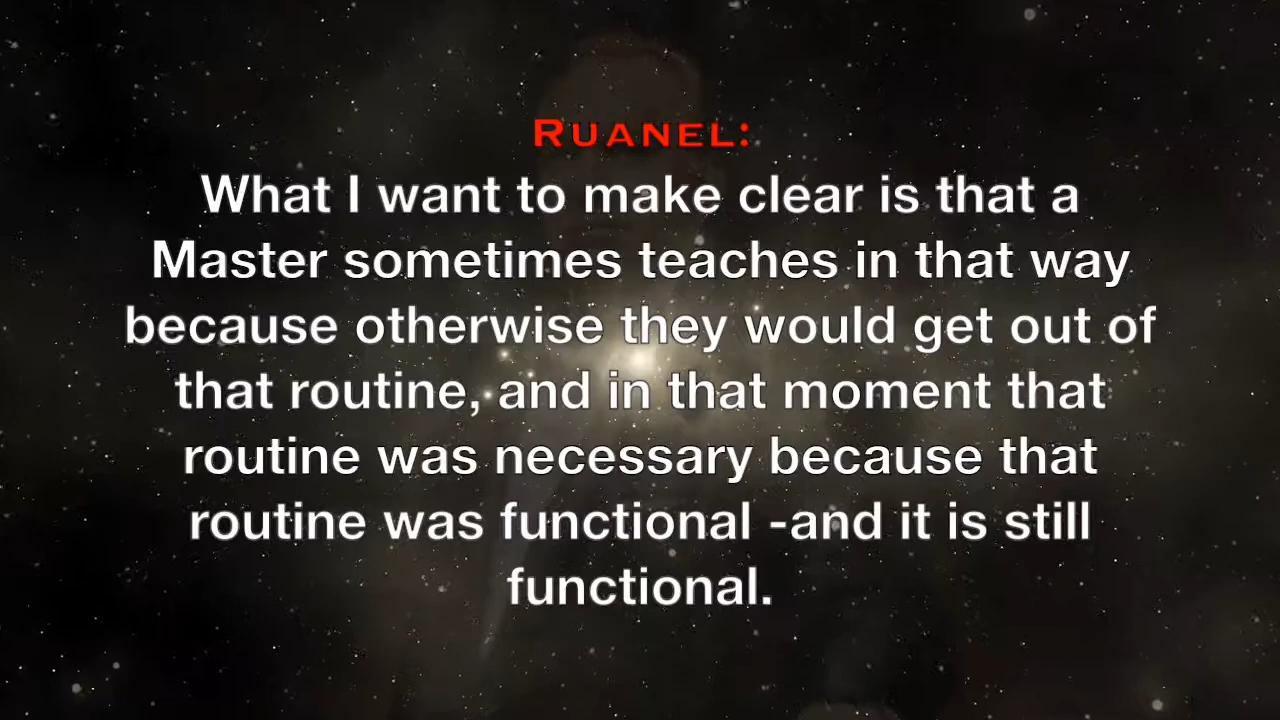 Ruanel:
What I want to make clear is that a
Master sometimes teaches in that way
because otherwise they would get out of
that routine, and in that moment that
routine was necessary because that
routine was functional -and it is still
functional.